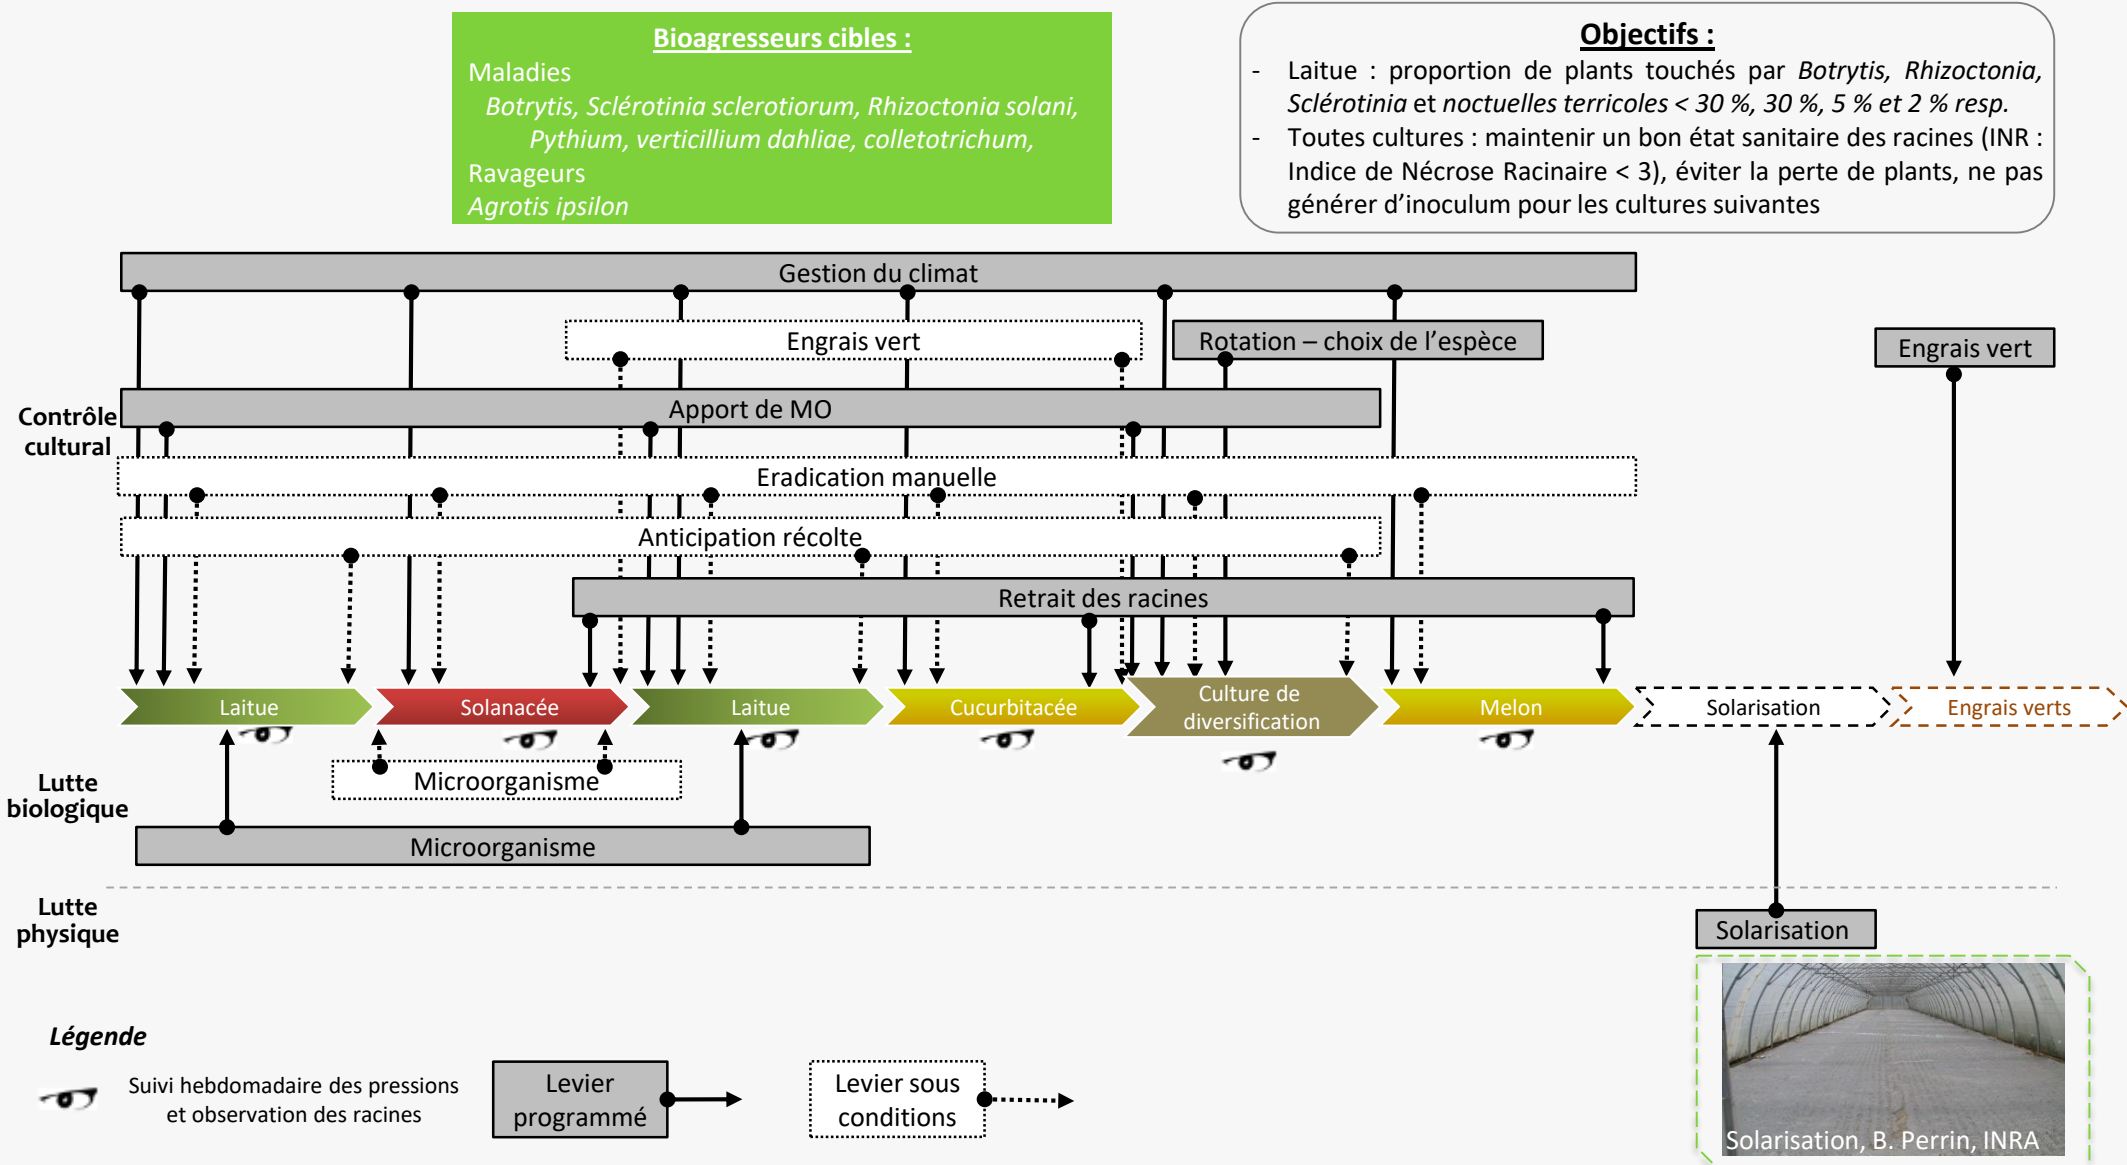 Bioagresseurs cibles :
Maladies
Botrytis, Sclérotinia sclerotiorum, Rhizoctonia solani,
Pythium, verticillium dahliae, colletotrichum,
Ravageurs
Agrotis ipsilon
Objectifs :
- Laitue : proportion de plants touchés par Botrytis, Rhizoctonia,
Sclérotinia et noctuelles terricoles < 30 %, 30 %, 5 % et 2 % resp.
- Toutes cultures : maintenir un bon état sanitaire des racines (INR :
Indice de Nécrose Racinaire < 3), éviter la perte de plants, ne pas
générer d'inoculum pour les cultures suivantes
Gestion du climat
Engrais vert
Rotation – choix de l'espèce
Engrais vert
Contrôle
cultural
Apport de MO
Eradication manuelle
Anticipation récolte
Retrait des racines
Laitue
Solanacée
Laitue
Cucurbitacée
Culture de
diversification
Melon
Solarisation
Engrais verts
Lutte
biologique
Microorganisme
Microorganisme
Lutte
physique
Solarisation
Solarisation, B. Perrin, INRA
Légende
Suivi hebdomadaire des pressions
et observation des racines
Levier
programmé
Levier sous
conditions